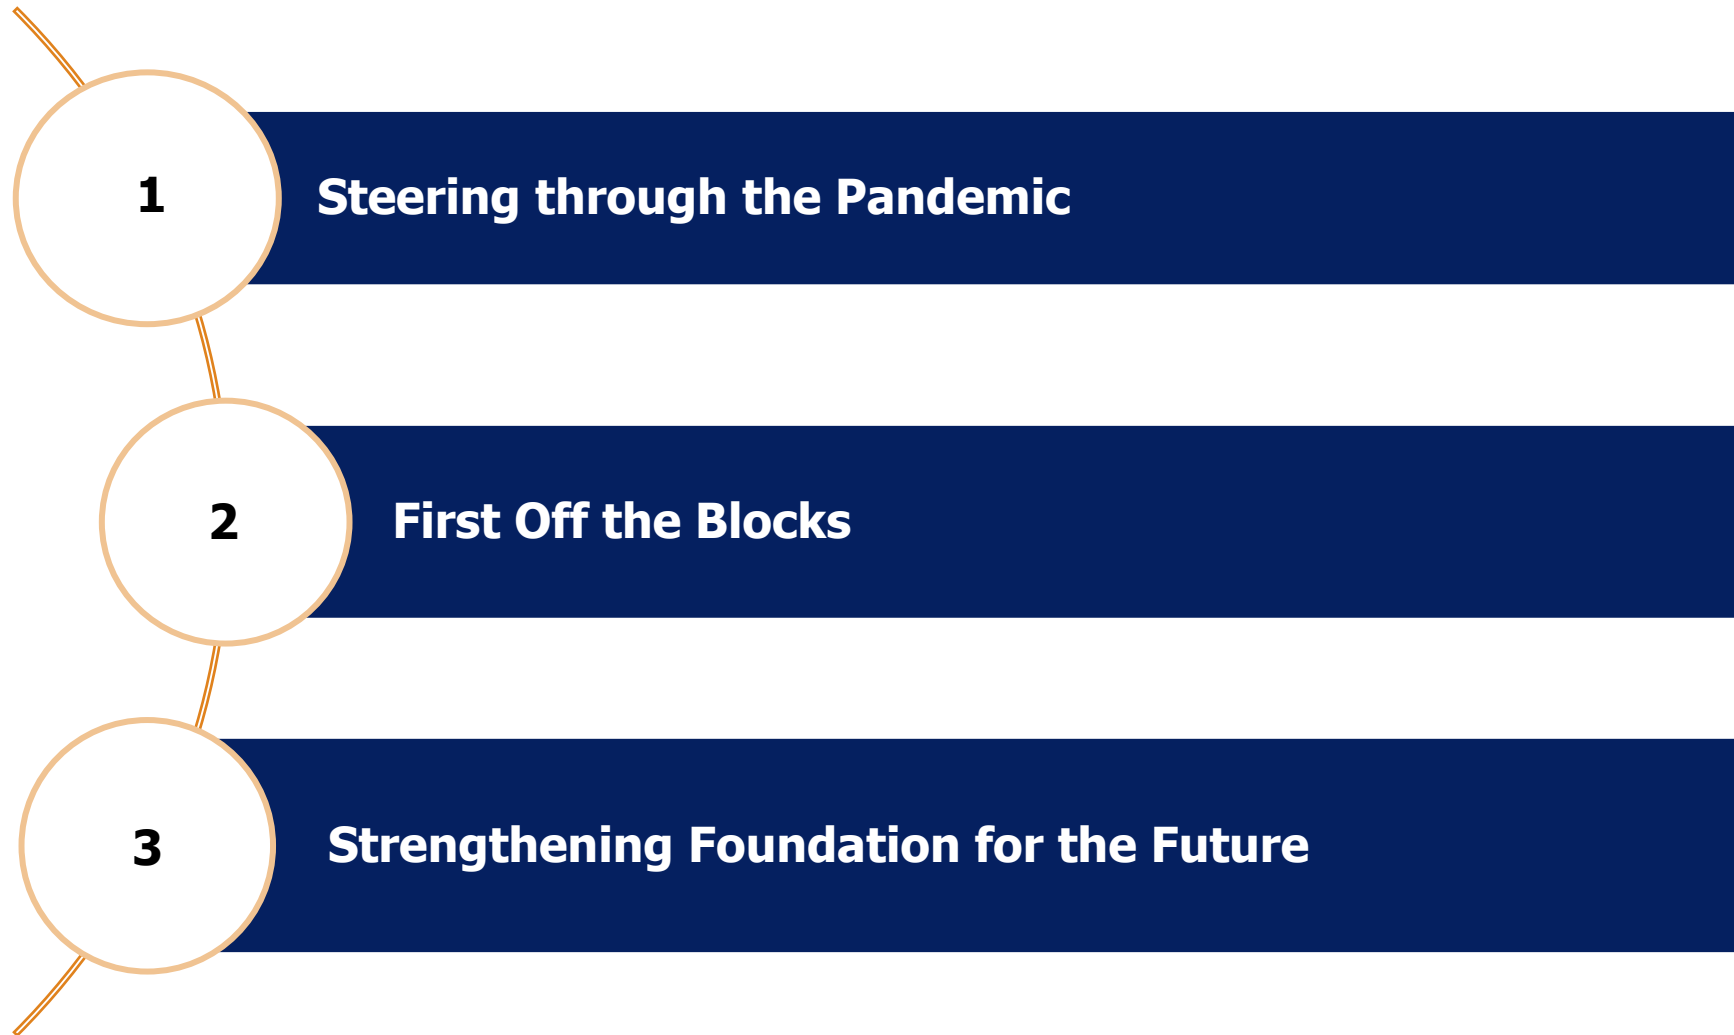 1
Steering through the Pandemic
2
First Off the Blocks
3
Strengthening Foundation for the Future